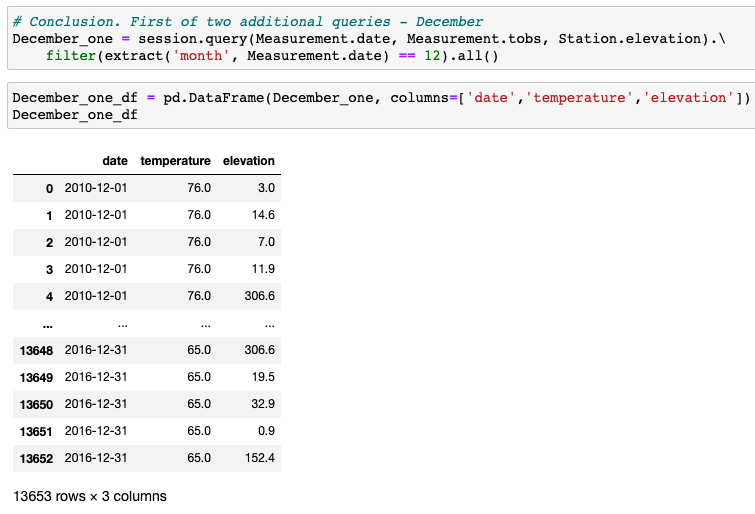 # Conclusion. First of two additional queries - December
December_one = session.query(Measurement.date, Measurement.tobs, Station.elevation).\
    filter(extract('month', Measurement.date) == 12).all()
December_one_df = pd.DataFrame(December_one, columns=['date','temperature','elevation'])
December_one_df
date temperature elevation
0 2010-12-01 76.0 3.0
1 2010-12-01 76.0 14.6
2 2010-12-01 76.0 7.0
3 2010-12-01 76.0 11.9
4 2010-12-01 76.0 306.6
... ... ... ...
13648 2016-12-31 65.0 306.6
13649 2016-12-31 65.0 19.5
13650 2016-12-31 65.0 32.9
13651 2016-12-31 65.0 0.9
13652 2016-12-31 65.0 152.4
13653 rows × 3 columns